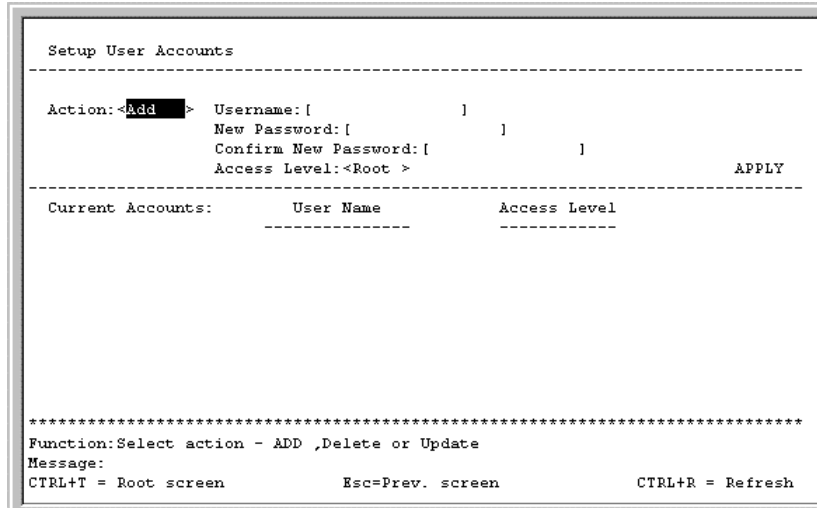 Setup User Accounts
--------------------------------------------------------------------------------
Action:<Add   > Username:[               ]
New Password:[               ]
Confirm New Password:[               ]
Access Level:<Root > APPLY
--------------------------------------------------------------------------------
Current Accounts: User Name Access Level
--------------- ------------
********************************************************************************
Function:Select action - ADD ,Delete or Update
Message:
CTRL+T = Root screen Esc=Prev. screen CTRL+R = Refresh